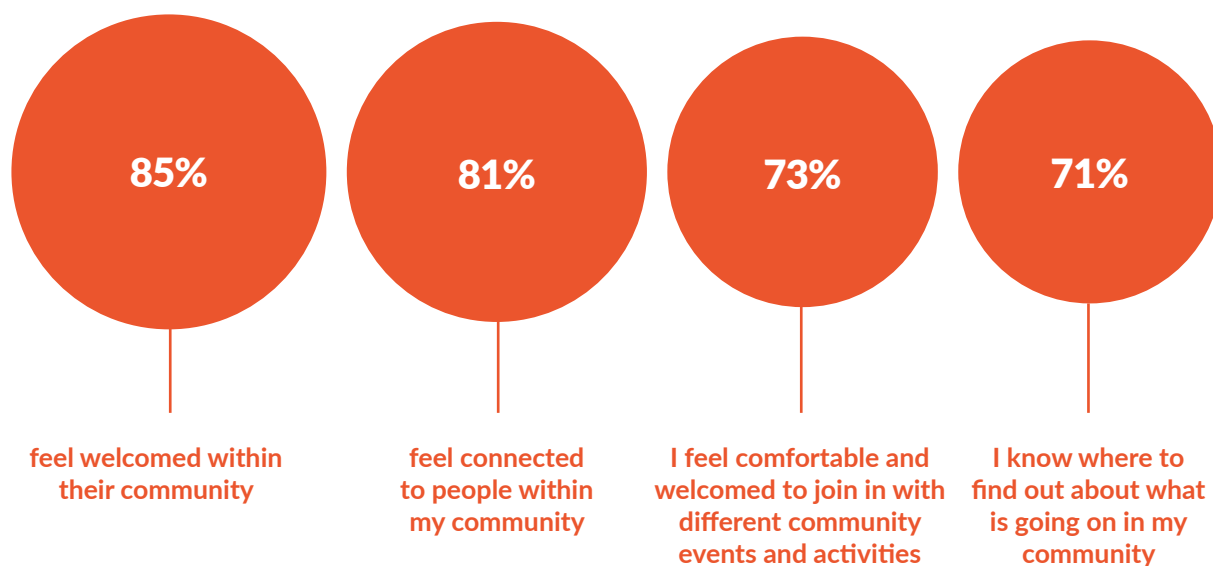 85%
81%
73%
71%
feel welcomed within
their community
feel connected
to people within
my community
I feel comfortable and
welcomed to join in with
different community
events and activities
I know where to
find out about what
is going on in my
community